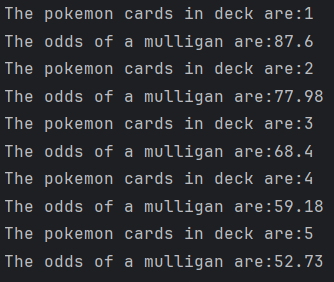 The pokemon cards in deck are:1
The odds of a mulligan are:87.6
The pokemon cards in deck are:2
The odds of a mulligan are:77.98
The pokemon cards in deck are:3
The odds of a mulligan are:68.4
The pokemon cards in deck are:4
The odds of a mulligan are:59.18
The pokemon cards in deck are:5
The odds of a mulligan are:52.73